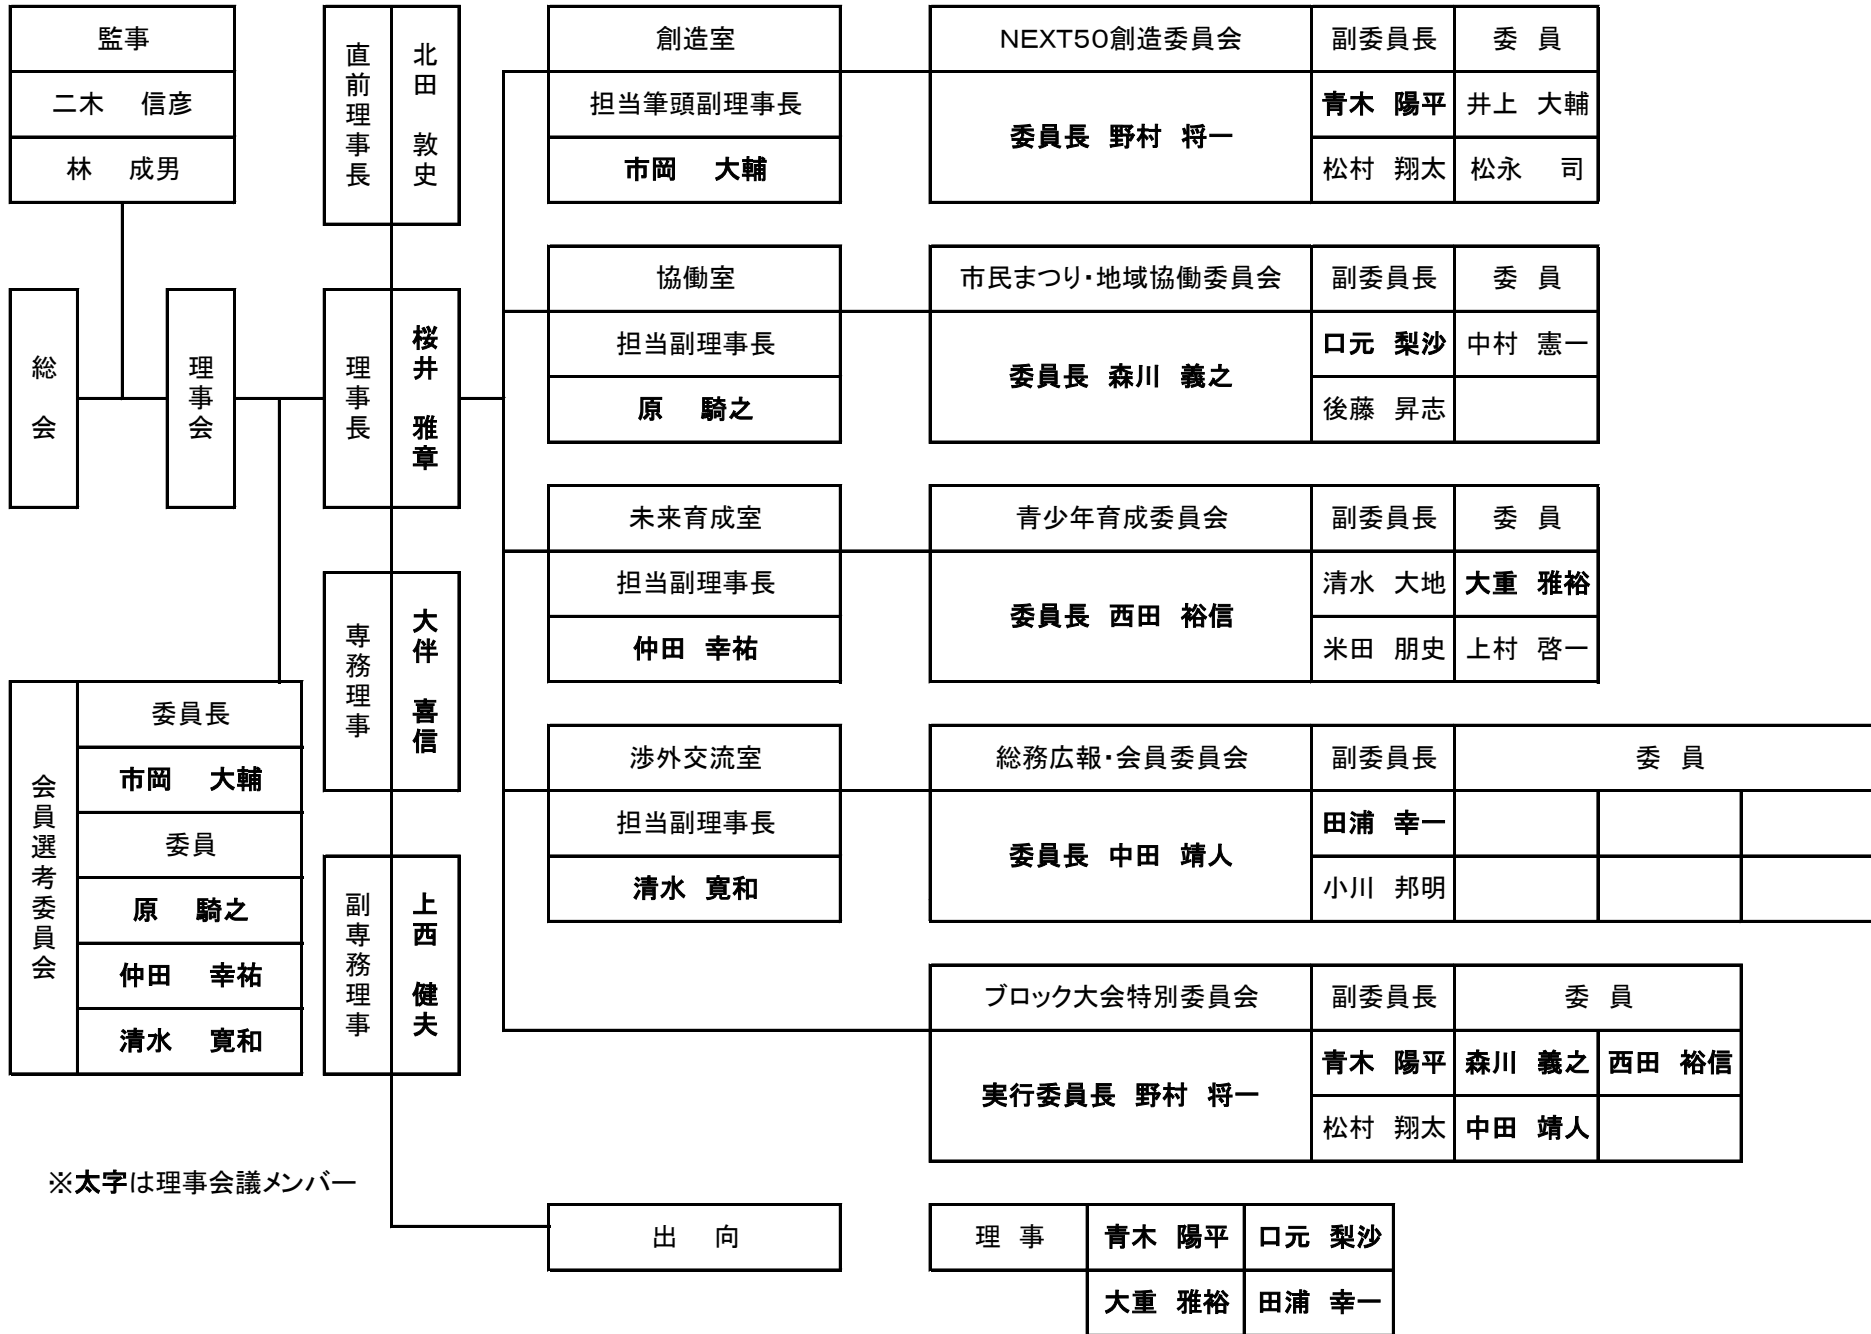 監事
二木 信彦
林 成男
直前理事長
北田 敦史
総会
理事会
理事長
桜井 雅章
専務理事
大伴 喜信
副専務理事
上西 健夫
会員選考委員会
委員長
市岡 大輔
委員
原 騎之
仲田 幸祐
清水 寛和
※太字は理事会議メンバー
創造室
担当筆頭副理事長
市岡 大輔
NEXT50創造委員会
委員長 野村 将一
副委員長
青木 陽平
松村 翔太
委員
井上 大輔
松永 司
協働室
担当副理事長
原 騎之
市民まつり・地域協働委員会
委員長 森川 義之
副委員長
口元 梨沙
後藤 昇志
委員
中村 憲一
未来育成室
担当副理事長
仲田 幸祐
青少年育成委員会
委員長 西田 裕信
副委員長
清水 大地
米田 朋史
委員
大重 雅裕
上村 啓一
渉外交流室
担当副理事長
清水 寛和
総務広報・会員委員会
委員長 中田 靖人
副委員長
田浦 幸一
小川 邦明
委員
ブロック大会特別委員会
実行委員長 野村 将一
副委員長
青木 陽平
松村 翔太
委員
森川 義之 西田 裕信
中田 靖人
出向
理事
青木 陽平 口元 梨沙
大重 雅裕 田浦 幸一